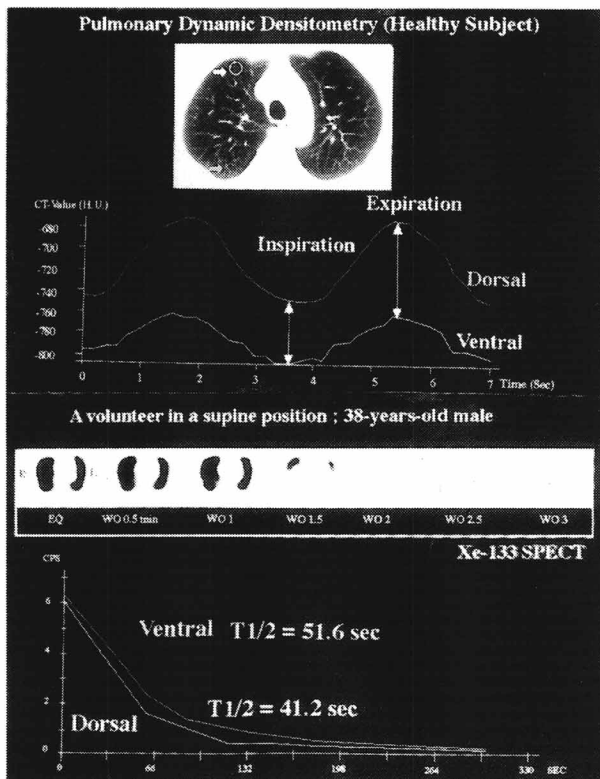 Pulmonary Dynamic Densitometry (Healthy Subject)
CT-Value (H.U.)
-680
-700
-720
-740
-760
-780
-800
Inspiration
Expiration
Dorsal
Ventral
0 1 2 3 4 5 6 7 Time (Sec)
A volunteer in a supine position ; 38-years-old male
EQ WO 0.5 min WO 1 WO 1.5 WO 2 WO 2.5 WO 3
Xe-133 SPECT
CPS
6
4
2
0
Ventral T1/2 = 51.6 sec
T1/2 = 41.2 sec
Dorsal
0 66 132 198 264 330 SEC